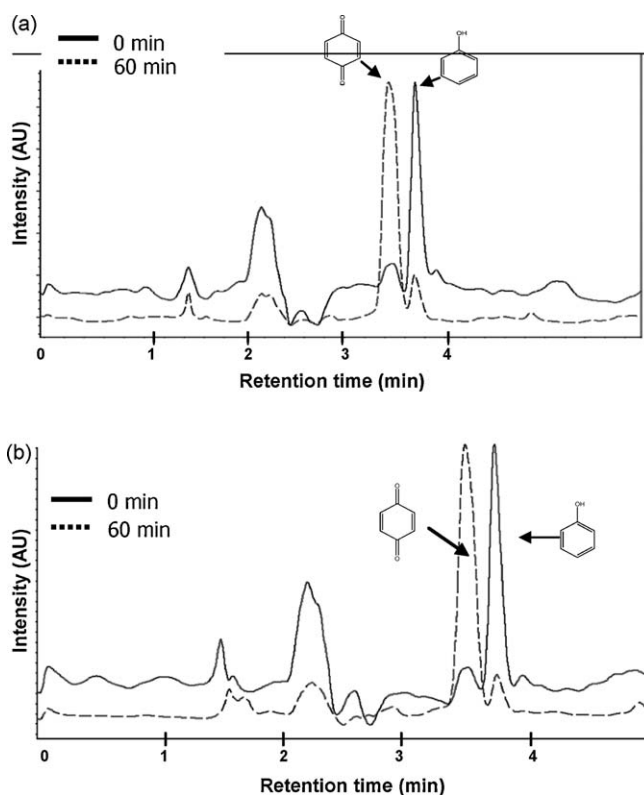 (a)
0 min
60 min
O
O
OH
Intensity (AU)
0 1 2 3 4
Retention time (min)
(b)
0 min
60 min
O
O
OH
Intensity (AU)
0 1 2 3 4
Retention time (min)